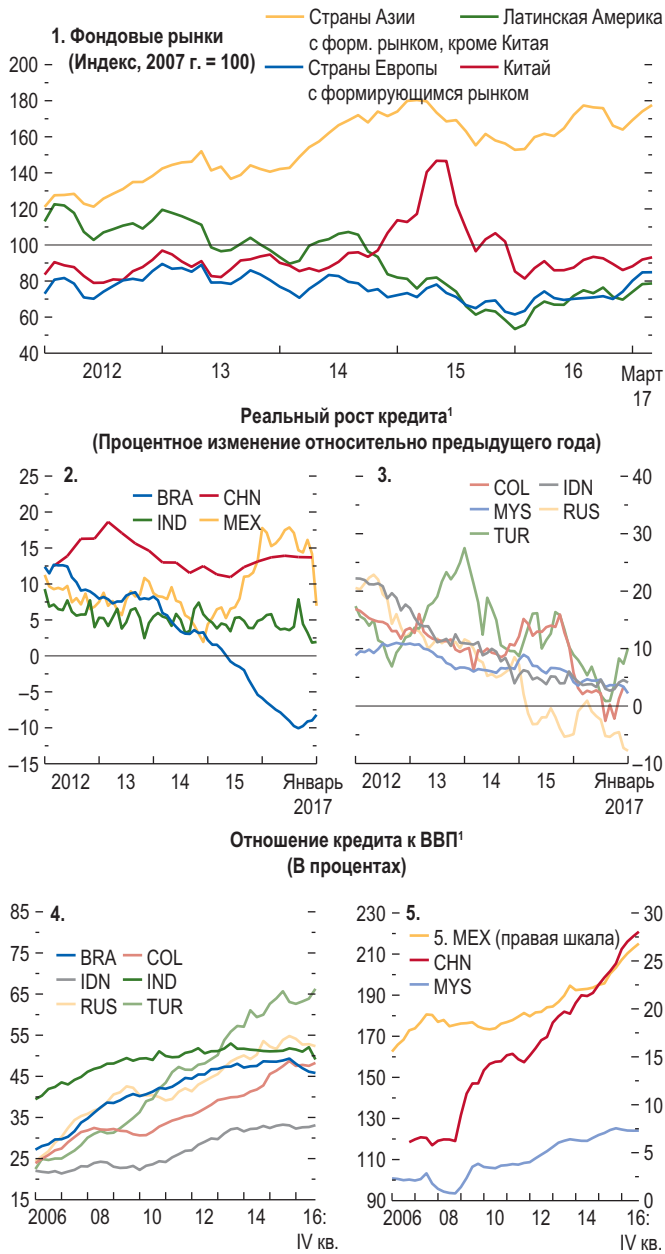 1. Фондовые рынки
(Индекс, 2007 г. = 100)
Страны Азии
с форм. рынком, кроме Китая
Латинская Америка
Страны Европы
с формирующимся рынком
Китай
200
180
160
140
120
100
80
60
40
2012
13
14
15
16
Март
17
Реальный рост кредита¹
(Процентное изменение относительно предыдущего года)
2.
BRA
CHN
IND
MEX
25
20
15
10
5
0
–5
–10
–15
2012
13
14
15
Январь
2017
3.
COL
IDN
MYS
RUS
TUR
40
30
20
10
0
–10
2012
13
14
15
Январь
2017
Отношение кредита к ВВП¹
(В процентах)
4.
BRA
COL
IDN
IND
RUS
TUR
85
75
65
55
45
35
25
15
2006
08
10
12
14
16:
IV кв.
5.
5. MEX (правая шкала)
CHN
MYS
230
210
190
170
150
130
110
90
30
25
20
15
10
5
0
2006
08
10
12
14
16:
IV кв.